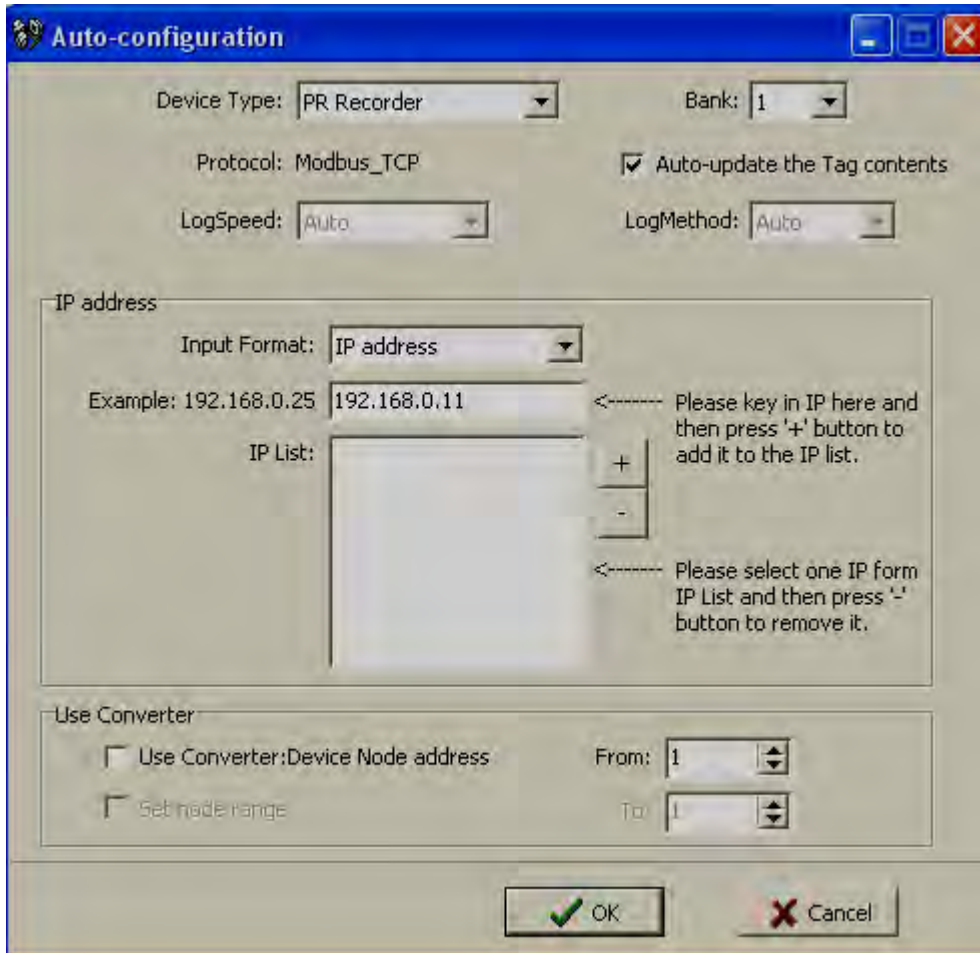 Auto-configuration
Device Type: PR Recorder Bank: 1
Protocol: Modbus_TCP Auto-update the Tag contents
LogSpeed: Auto LogMethod: Auto
IP address
Input Format: IP address
Example: 192.168.0.25 192.168.0.11 <------- Please key in IP here and
then press '+' button to
add it to the IP list.
IP List:
+
-
<------- Please select one IP form
IP List and then press '-'
button to remove it.
Use Converter
Use Converter:Device Node address From: 1
Set node range To: 1
OK Cancel